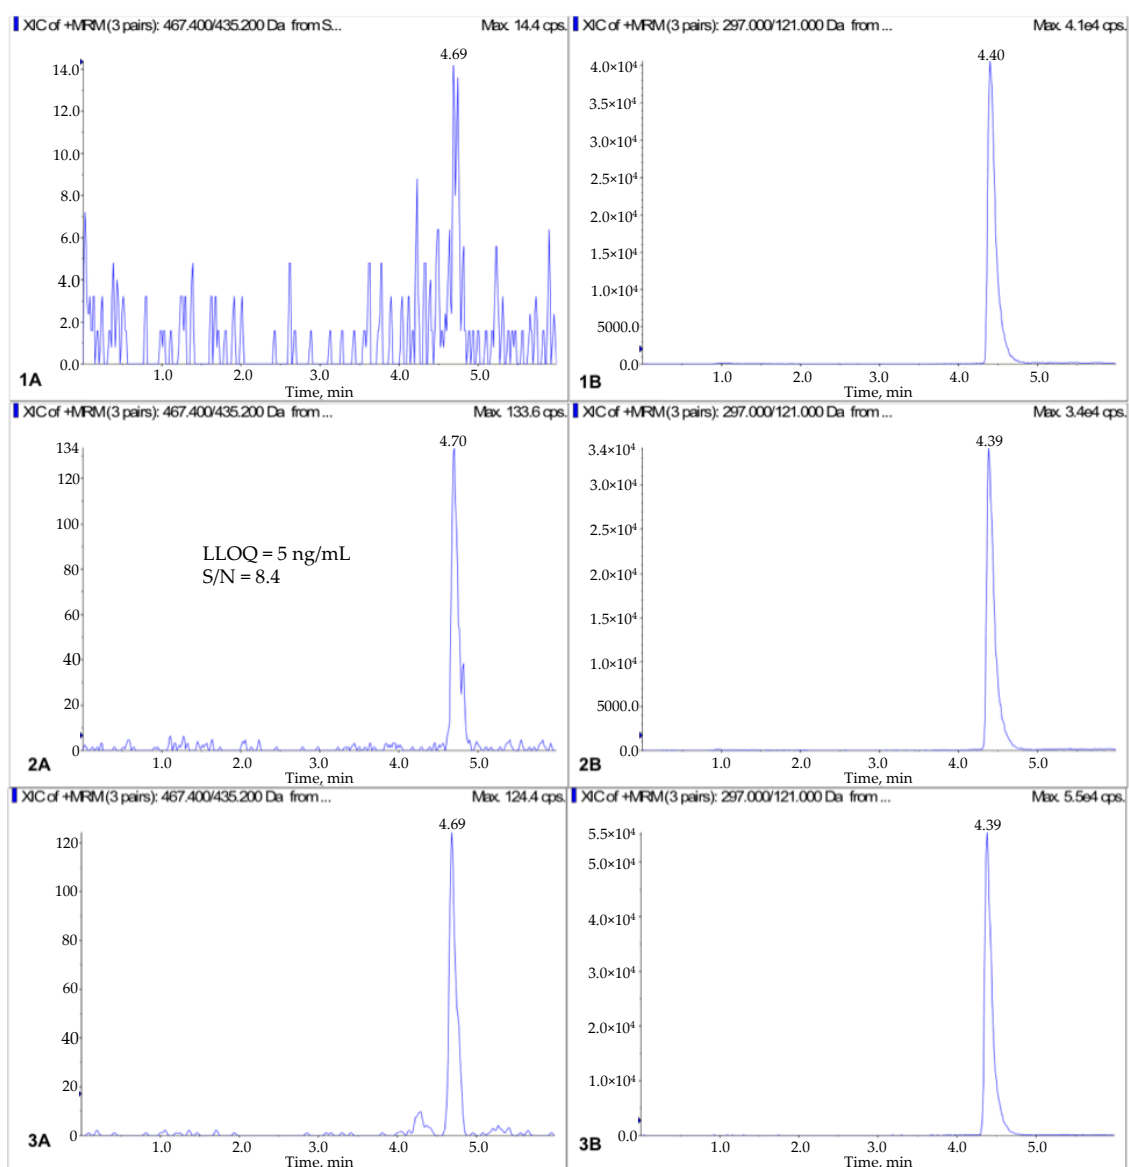 XIC of +MRM (3 pairs): 467.400/435.200 Da from S... Max. 14.4 cps.
4.69
14.0
12.0
10.0
8.0
6.0
4.0
2.0
0.0
1.0 2.0 3.0 4.0 5.0
1A
Time, min
XIC of +MRM (3 pairs): 297.000/121.000 Da from ... Max. 4.1e4 cps.
4.40
4.0×10⁴
3.5×10⁴
3.0×10⁴
2.5×10⁴
2.0×10⁴
1.5×10⁴
1.0×10⁴
5000.0
0.0
1.0 2.0 3.0 4.0 5.0
1B
Time, min
XIC of +MRM (3 pairs): 467.400/435.200 Da from ... Max. 133.6 cps.
4.70
134
120
100
80
60
40
20
0
LLOQ = 5 ng/mL
S/N = 8.4
1.0 2.0 3.0 4.0 5.0
2A
Time, min
XIC of +MRM (3 pairs): 297.000/121.000 Da from ... Max. 3.4e4 cps.
4.39
3.4×10⁴
3.0×10⁴
2.5×10⁴
2.0×10⁴
1.5×10⁴
1.0×10⁴
5000.0
0.0
1.0 2.0 3.0 4.0 5.0
2B
Time, min
XIC of +MRM (3 pairs): 467.400/435.200 Da from ... Max. 124.4 cps.
4.69
120
100
80
60
40
20
0
1.0 2.0 3.0 4.0 5.0
3A
Time, min
XIC of +MRM (3 pairs): 297.000/121.000 Da from ... Max. 5.5e4 cps.
4.39
5.5×10⁴
5.0×10⁴
4.0×10⁴
3.0×10⁴
2.0×10⁴
1.0×10⁴
0.0
1.0 2.0 3.0 4.0 5.0
3B
Time, min